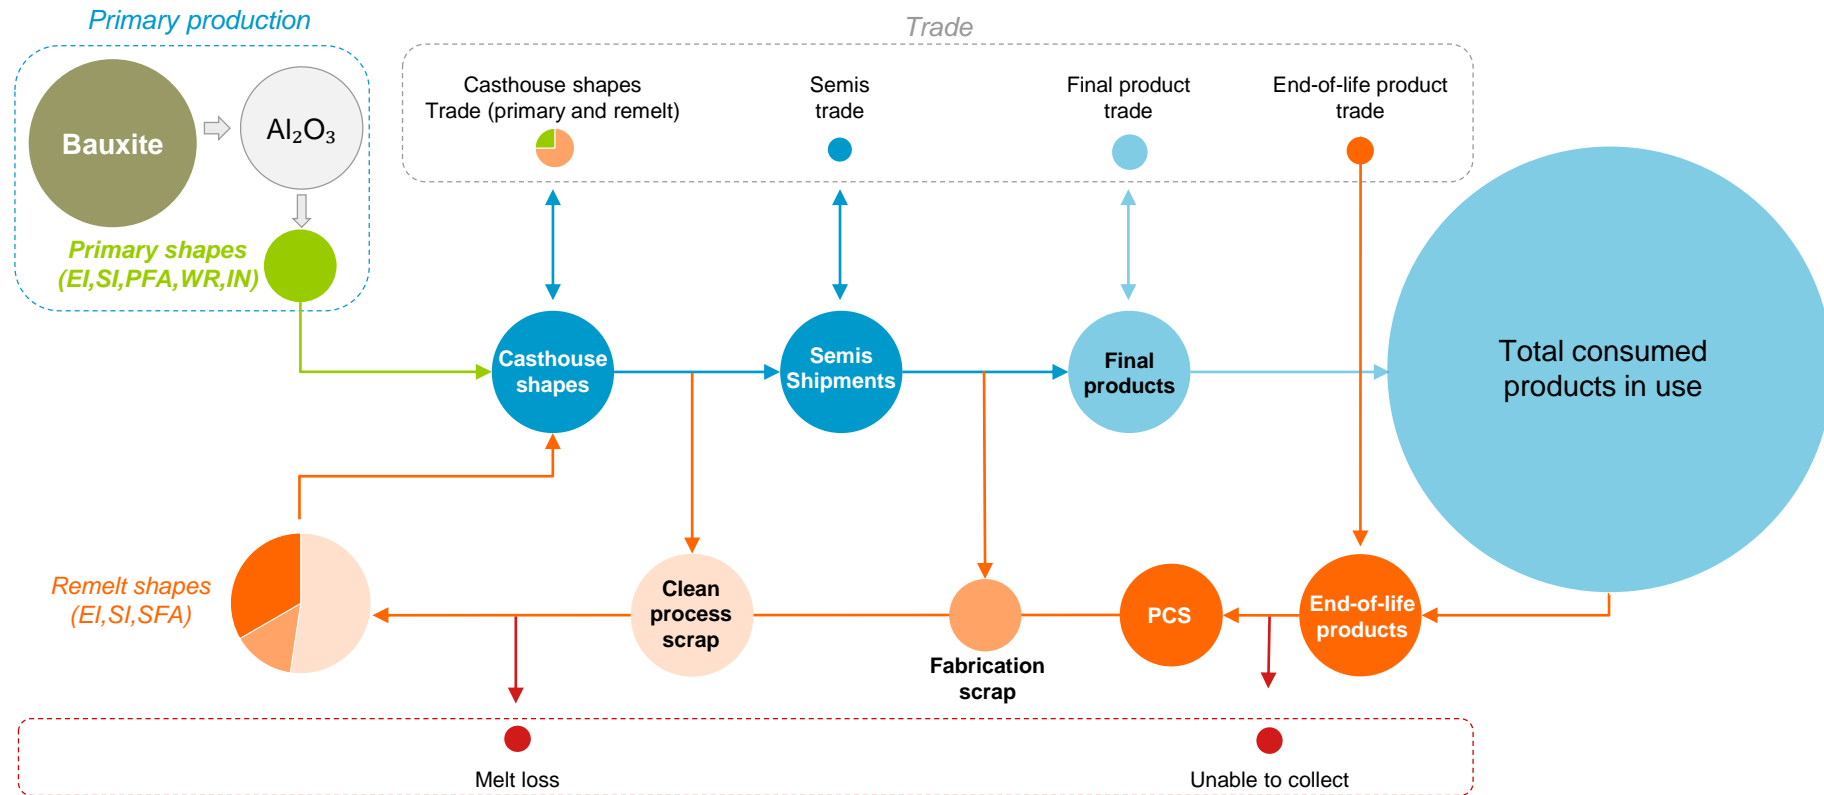 Primary production
Trade
Bauxite
Al₂O₃
Primary shapes
(EI,SI,PFA,WR,IN)
Casthouse shapes
Trade (primary and remelt)
Semis
trade
Final product
trade
End-of-life product
trade
Casthouse
shapes
Semis
Shipments
Final
products
Total consumed
products in use
Remelt shapes
(EI,SI,SFA)
Clean
process
scrap
Fabrication
scrap
PCS
End-of-life
products
Melt loss
Unable to collect